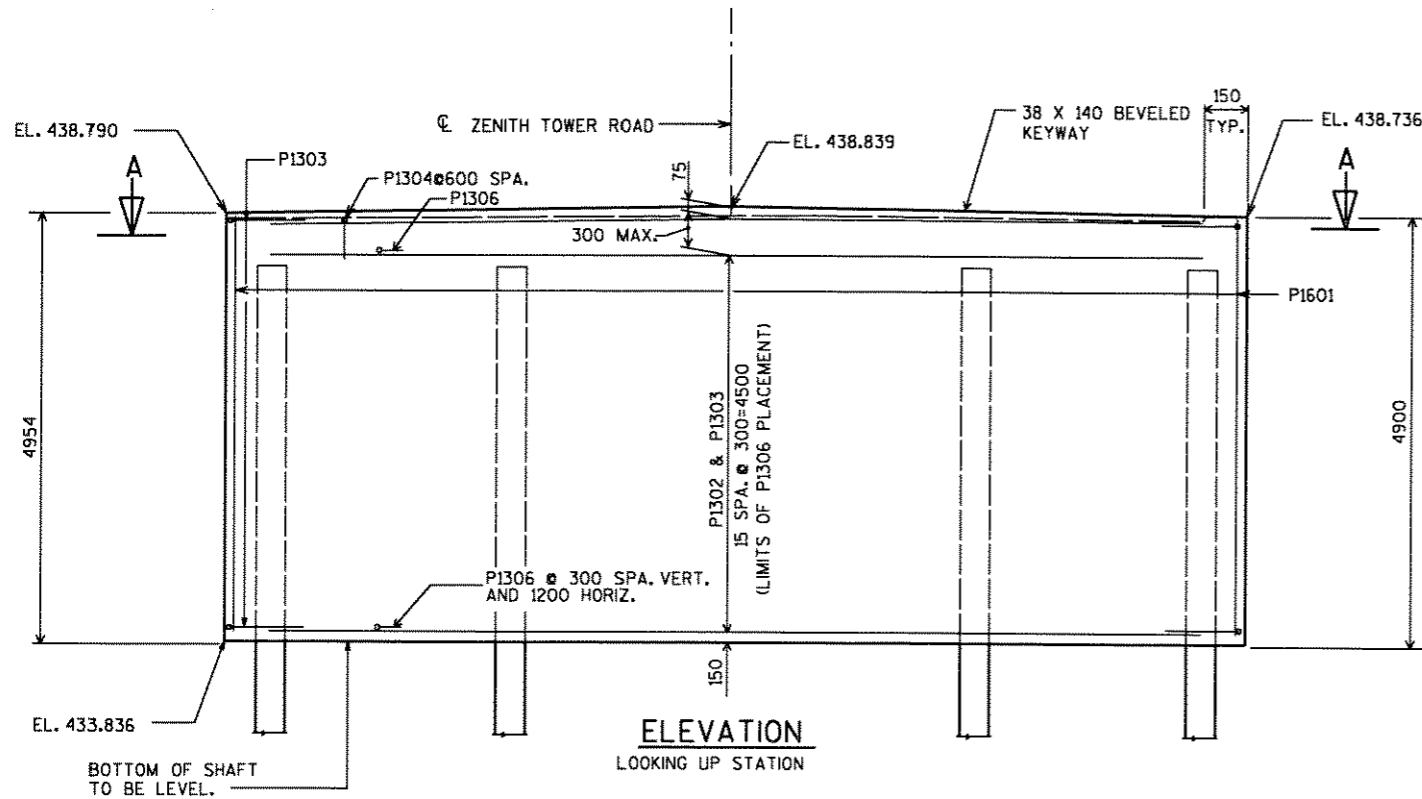 150
38 X 140 BEVELED
KEYWAY
TYP.
EL. 438.790
℄ ZENITH TOWER ROAD
EL. 438.736
EL. 438.839
A
P1303
P1304@600 SPA.
75
A
P1306
300 MAX.
P1601
4954
P1302 & P1303
15 SPA. @ 300=4500
(LIMITS OF P1306 PLACEMENT)
4900
P1306 @ 300 SPA. VERT.
AND 1200 HORIZ.
150
EL. 433.836
ELEVATION
LOOKING UP STATION
BOTTOM OF SHAFT
TO BE LEVEL.